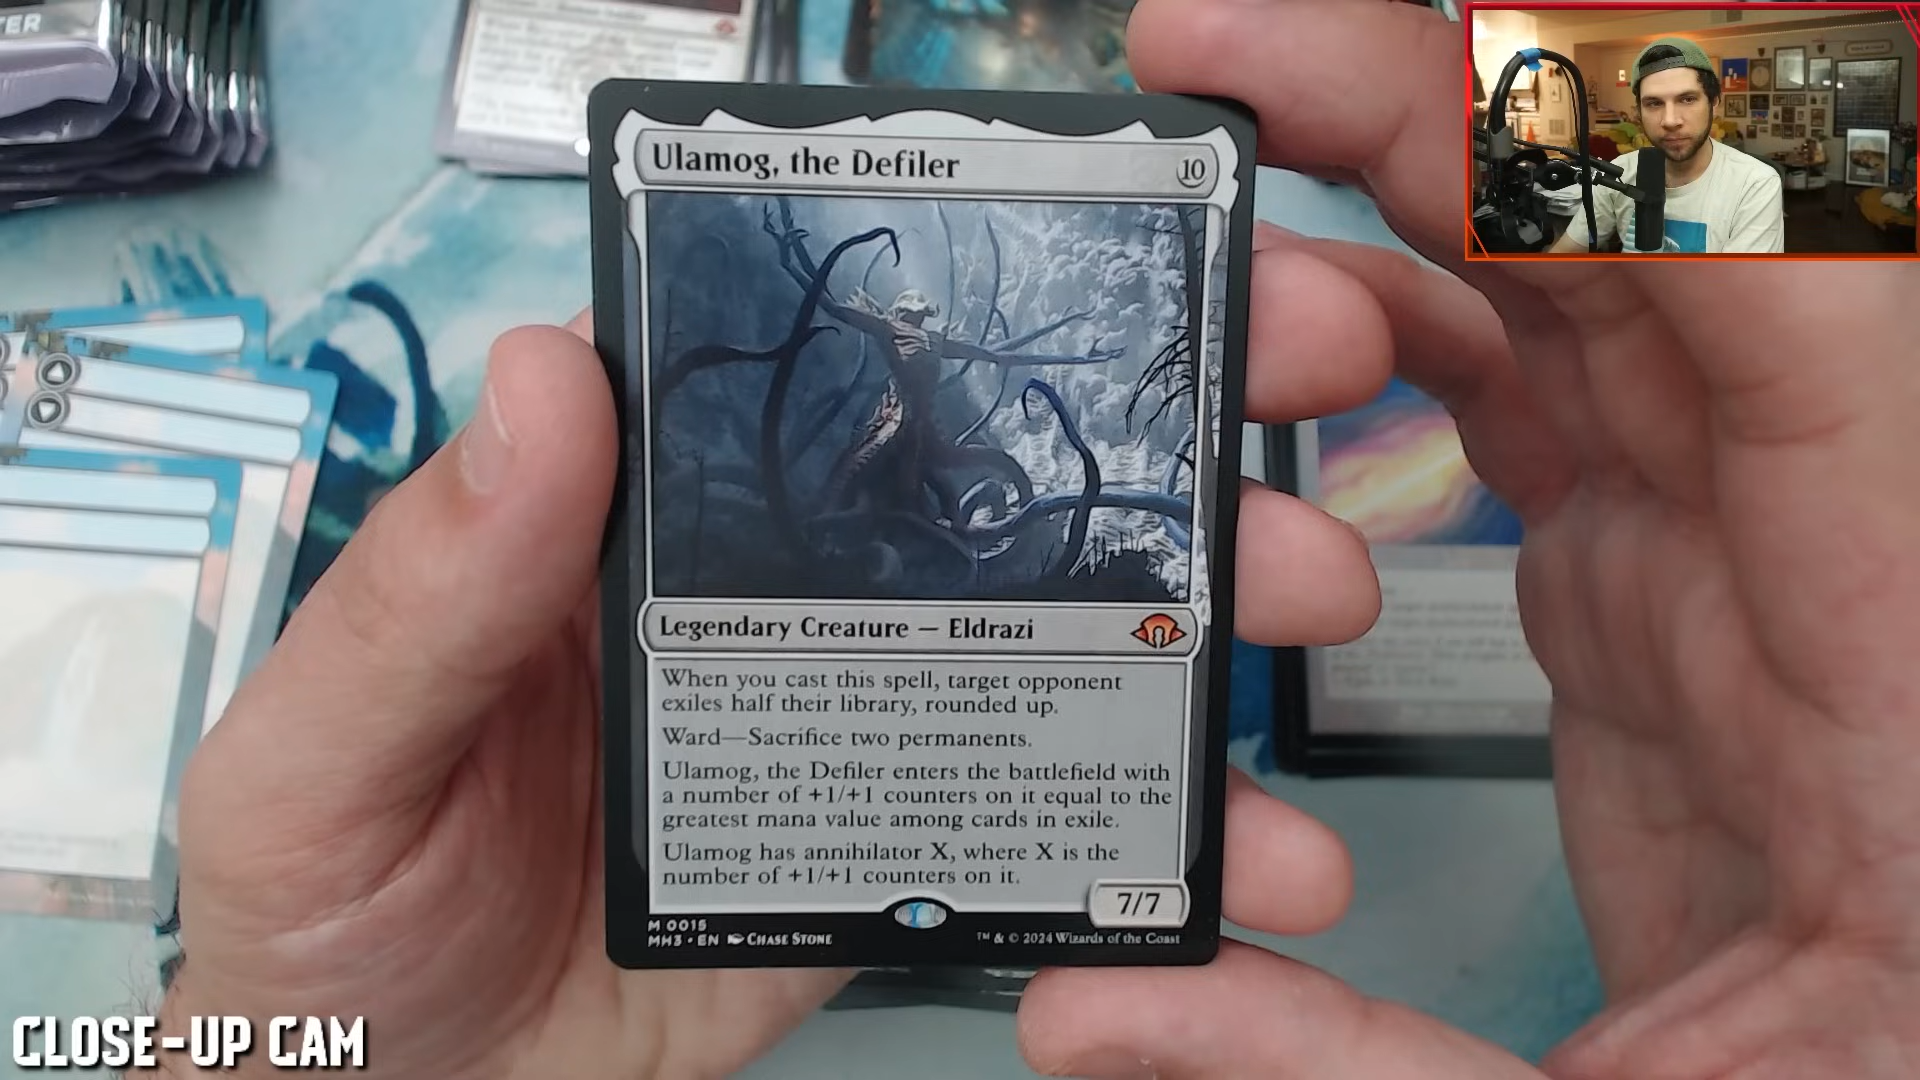 TER
Ulamog, the Defiler
10
Legendary Creature — Eldrazi
When you cast this spell, target opponent
exiles half their library, rounded up.
Ward—Sacrifice two permanents.
Ulamog, the Defiler enters the battlefield with
a number of +1/+1 counters on it equal to the
greatest mana value among cards in exile.
Ulamog has annihilator X, where X is the
number of +1/+1 counters on it.
7/7
M 0015
MH3 • EN Chase Stone
™ & © 2024 Wizards of the Coast
CLOSE-UP CAM